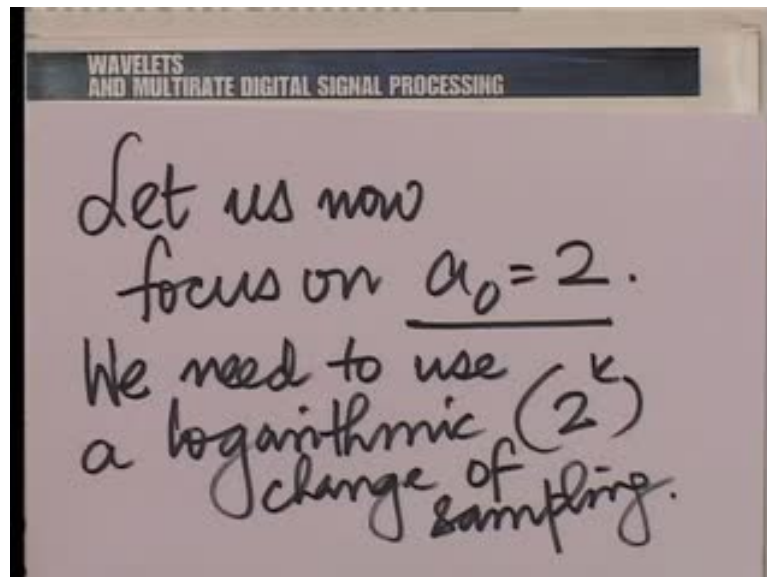 WAVELETS
AND MULTIRATE DIGITAL SIGNAL PROCESSING
Let us now
focus on a₀ = 2.
We need to use
a logarithmic (2ᵏ)
change of
sampling.